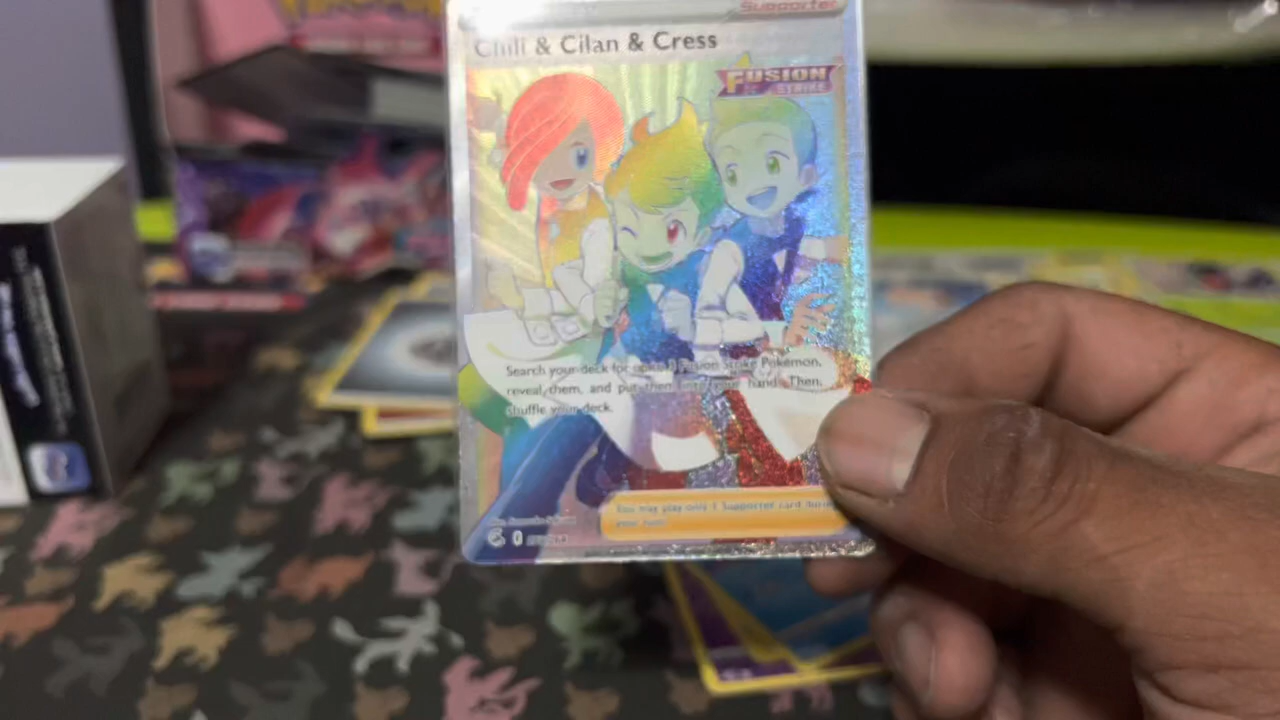 Supporter
Chili & Cilan & Cress
FUSION
STRIKE
Search your deck for up to 3 Fusion Strike Pokémon,
reveal them, and put them into your hand. Then,
shuffle your deck.
You may play only 1 Supporter card during
your turn.